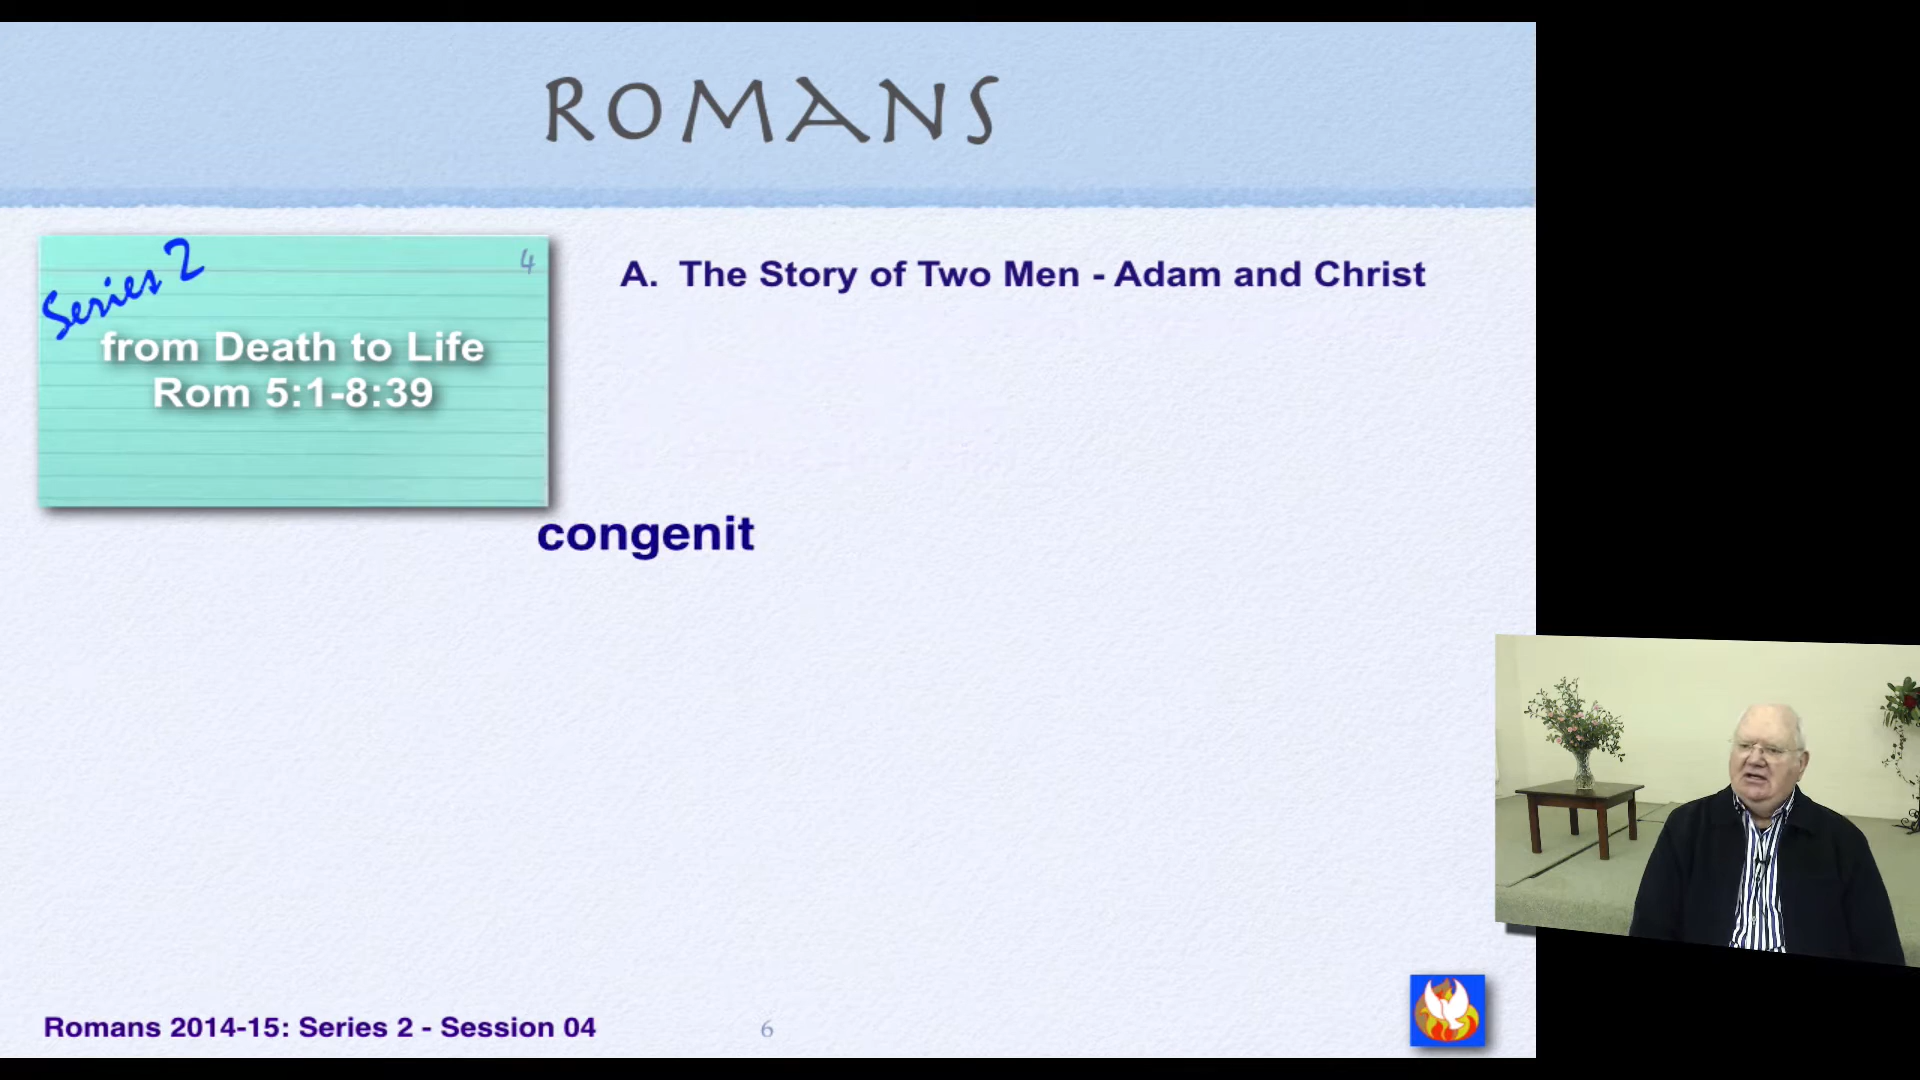 ROMANS
Series 2
4
from Death to Life
Rom 5:1-8:39
A. The Story of Two Men - Adam and Christ
congenit
Romans 2014-15: Series 2 - Session 04
6